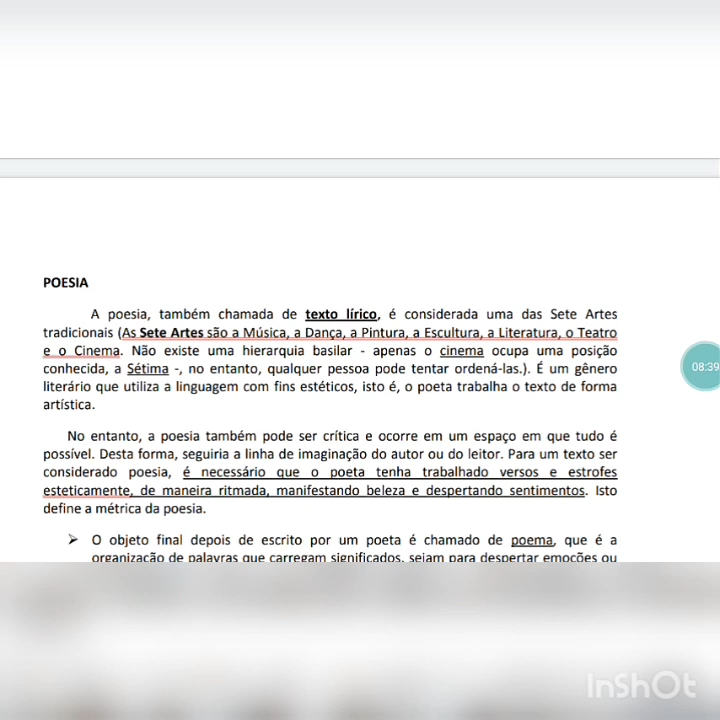 POESIA
A poesia, também chamada de texto lírico, é considerada uma das Sete Artes
tradicionais (As Sete Artes são a Música, a Dança, a Pintura, a Escultura, a Literatura, o Teatro
e o Cinema. Não existe uma hierarquia basilar - apenas o cinema ocupa uma posição
conhecida, a Sétima -, no entanto, qualquer pessoa pode tentar ordená-las.). É um gênero
literário que utiliza a linguagem com fins estéticos, isto é, o poeta trabalha o texto de forma
artística.
No entanto, a poesia também pode ser crítica e ocorre em um espaço em que tudo é
possível. Desta forma, seguiria a linha de imaginação do autor ou do leitor. Para um texto ser
considerado poesia, é necessário que o poeta tenha trabalhado versos e estrofes
esteticamente, de maneira ritmada, manifestando beleza e despertando sentimentos. Isto
define a métrica da poesia.
➢ O objeto final depois de escrito por um poeta é chamado de poema, que é a
organização de palavras que carregam significados, sejam para despertar emoções ou
08:39
InShOt